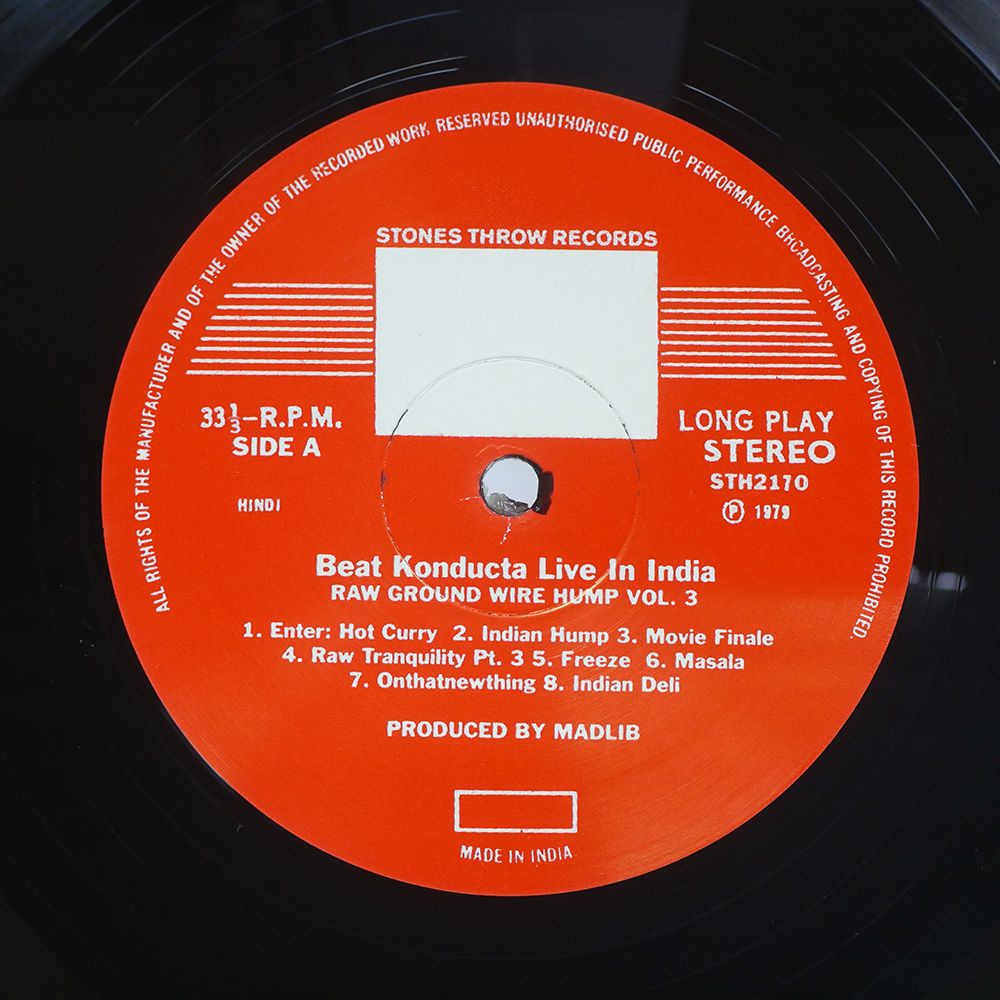 ALL RIGHTS OF THE MANUFACTURER AND OF THE OWNER OF THE RECORDED WORK, RESERVED UNAUTHORISED PUBLIC PERFORMANCE BROADCASTING AND COPYING OF THIS RECORD PROHIBITED.
STONES THROW RECORDS
33 1/3-R.P.M.
SIDE A
HINDI
LONG PLAY
STEREO
STH2170
Ⓟ 1979
Beat Konducta Live In India
RAW GROUND WIRE HUMP VOL. 3
1. Enter: Hot Curry 2. Indian Hump 3. Movie Finale
4. Raw Tranquility Pt. 3 5. Freeze 6. Masala
7. Onthatnewthing 8. Indian Deli
PRODUCED BY MADLIB
MADE IN INDIA